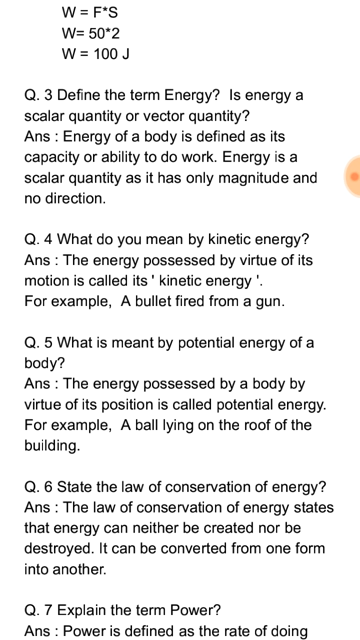 W = F*S
W= 50*2
W = 100 J
Q. 3 Define the term Energy?  Is energy a
scalar quantity or vector quantity?
Ans : Energy of a body is defined as its
capacity or ability to do work. Energy is a
scalar quantity as it has only magnitude and
no direction.
Q. 4 What do you mean by kinetic energy?
Ans : The energy possessed by virtue of its
motion is called its ' kinetic energy '.
For example,  A bullet fired from a gun.
Q. 5 What is meant by potential energy of a
body?
Ans : The energy possessed by a body by
virtue of its position is called potential energy.
For example,  A ball lying on the roof of the
building.
Q. 6 State the law of conservation of energy?
Ans : The law of conservation of energy states
that energy can neither be created nor be
destroyed. It can be converted from one form
into another.
Q. 7 Explain the term Power?
Ans : Power is defined as the rate of doing